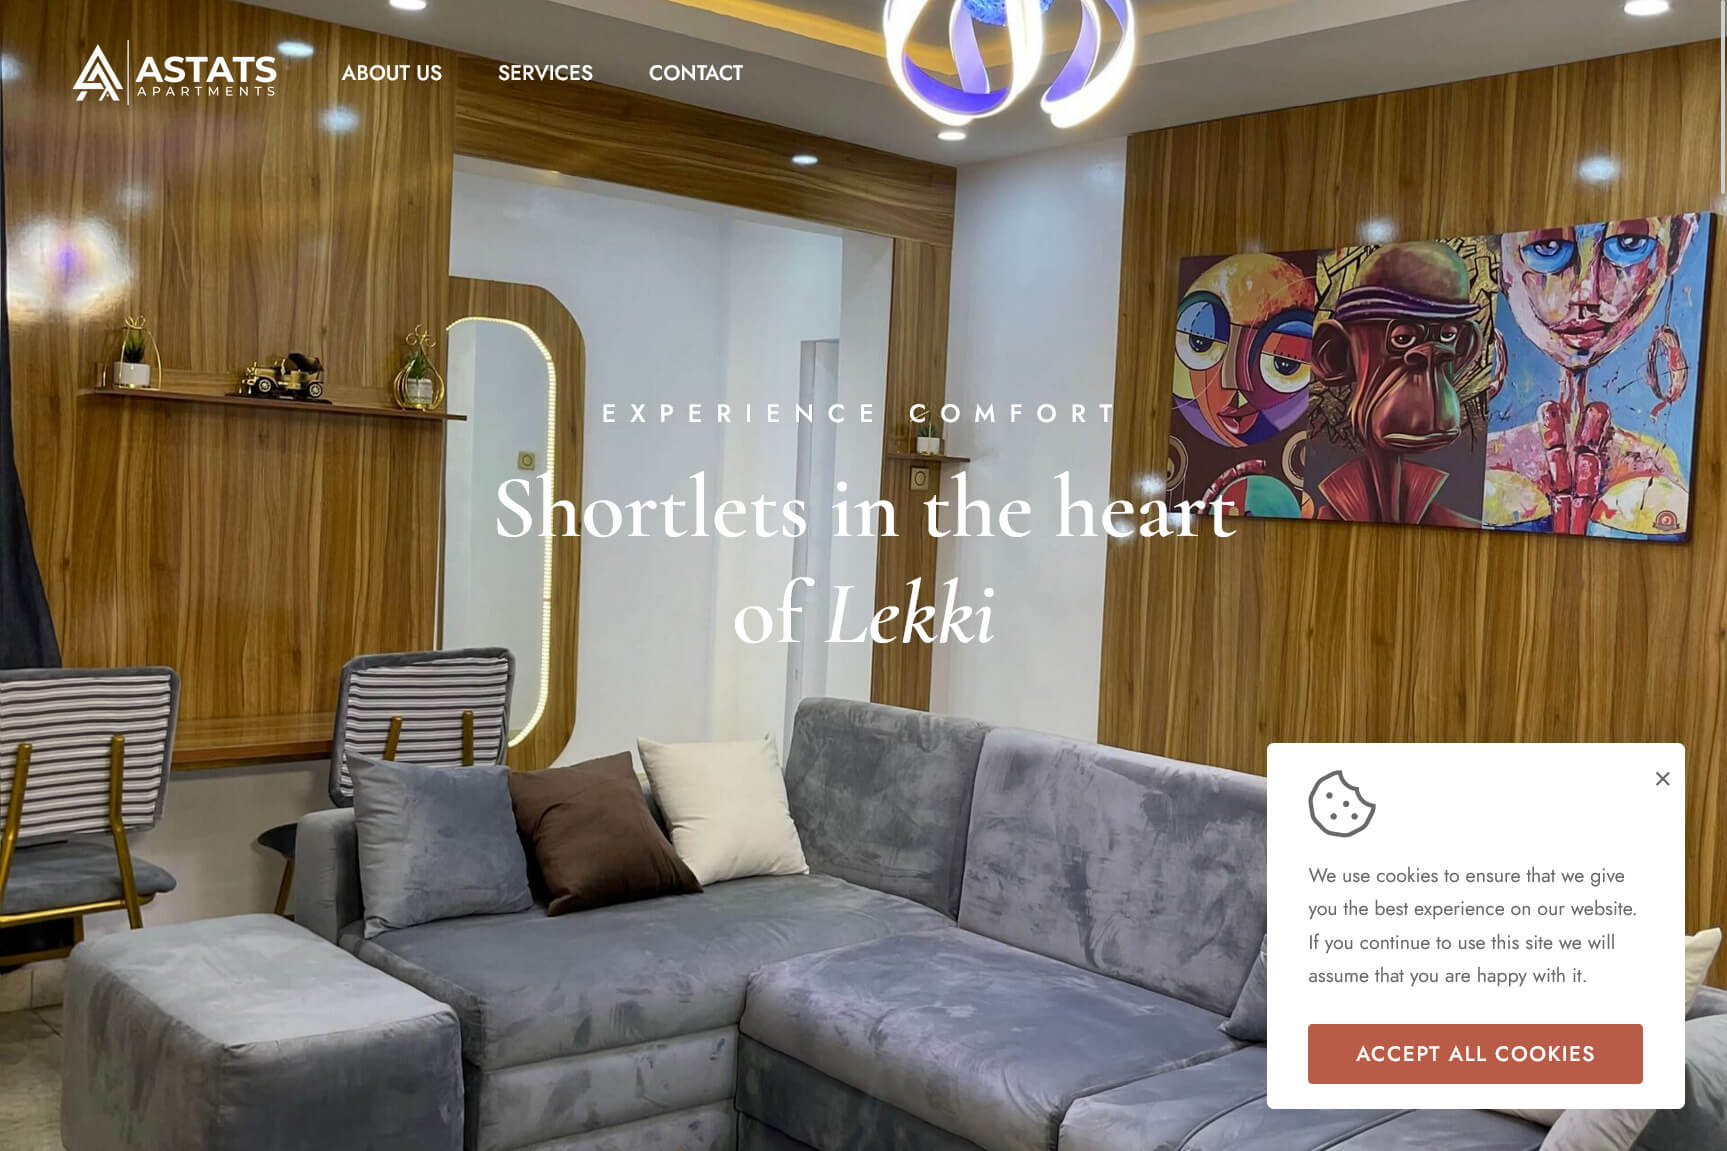 ASTATS
APARTMENTS
ABOUT US
SERVICES
CONTACT
EXPERIENCE COMFORT
Shortlets in the heart
of Lekki
We use cookies to ensure that we give
you the best experience on our website.
If you continue to use this site we will
assume that you are happy with it.
ACCEPT ALL COOKIES